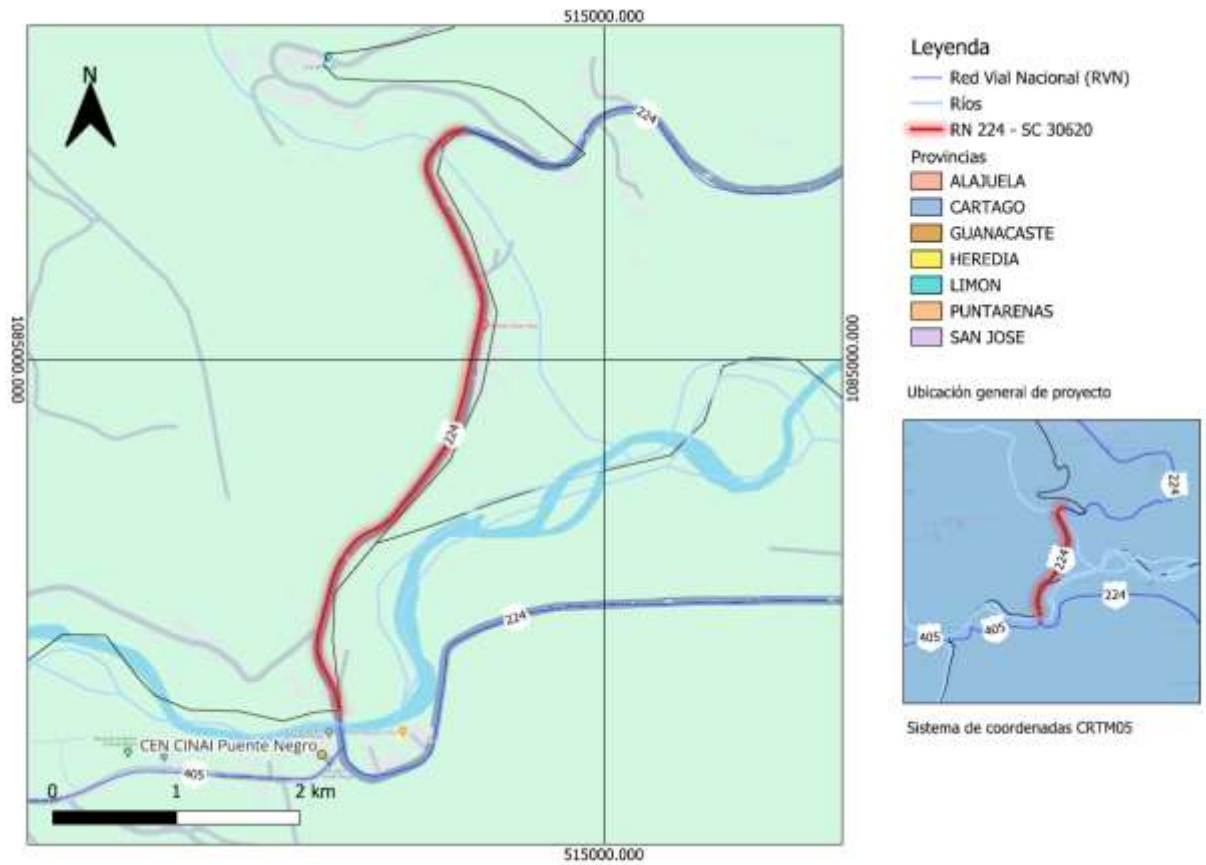 515000.000
N
224
1085000.000
1085000.000
224
224
CEN CINAI Puente Negro
405
0 1 2 km
515000.000
Leyenda
Red Vial Nacional (RVN)
Ríos
RN 224 - SC 30620
Provincias
ALAJUELA
CARTAGO
GUANACASTE
HEREDIA
LIMON
PUNTARENAS
SAN JOSE
Ubicación general de proyecto
224
224
224
405
405
Sistema de coordenadas CRTM05